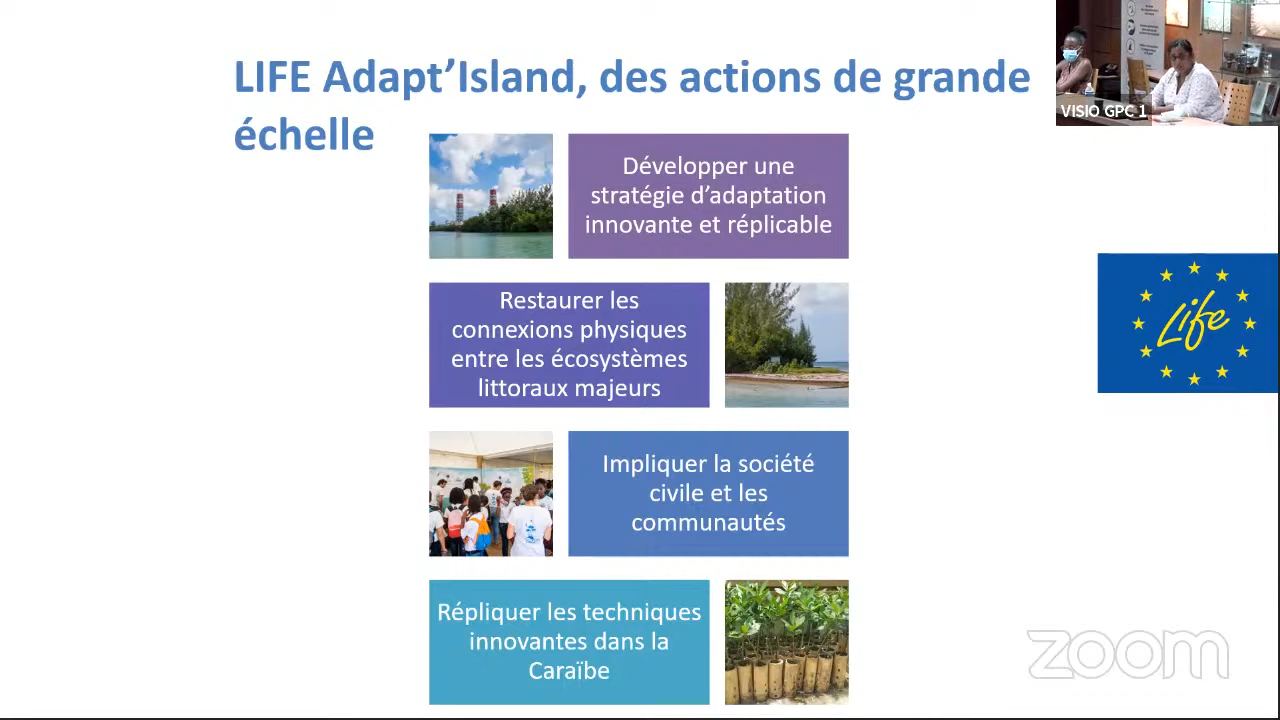 LIFE Adapt’Island, des actions de grande
échelle
VISIO GPC 1
Développer une
stratégie d’adaptation
innovante et réplicable
Restaurer les
connexions physiques
entre les écosystèmes
littoraux majeurs
Life
Impliquer la société
civile et les
communautés
Répliquer les techniques
innovantes dans la
Caraïbe
zoom